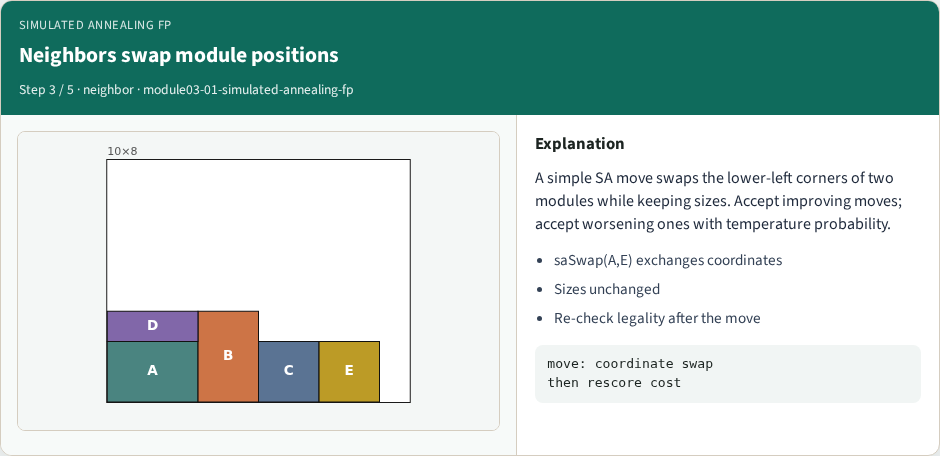 SIMULATED ANNEALING FP
Neighbors swap module positions
Step 3 / 5 · neighbor · module03-01-simulated-annealing-fp
10×8
D
A
B
C
E
Explanation
A simple SA move swaps the lower-left corners of two
modules while keeping sizes. Accept improving moves;
accept worsening ones with temperature probability.
• saSwap(A,E) exchanges coordinates
• Sizes unchanged
• Re-check legality after the move
move: coordinate swap
then rescore cost